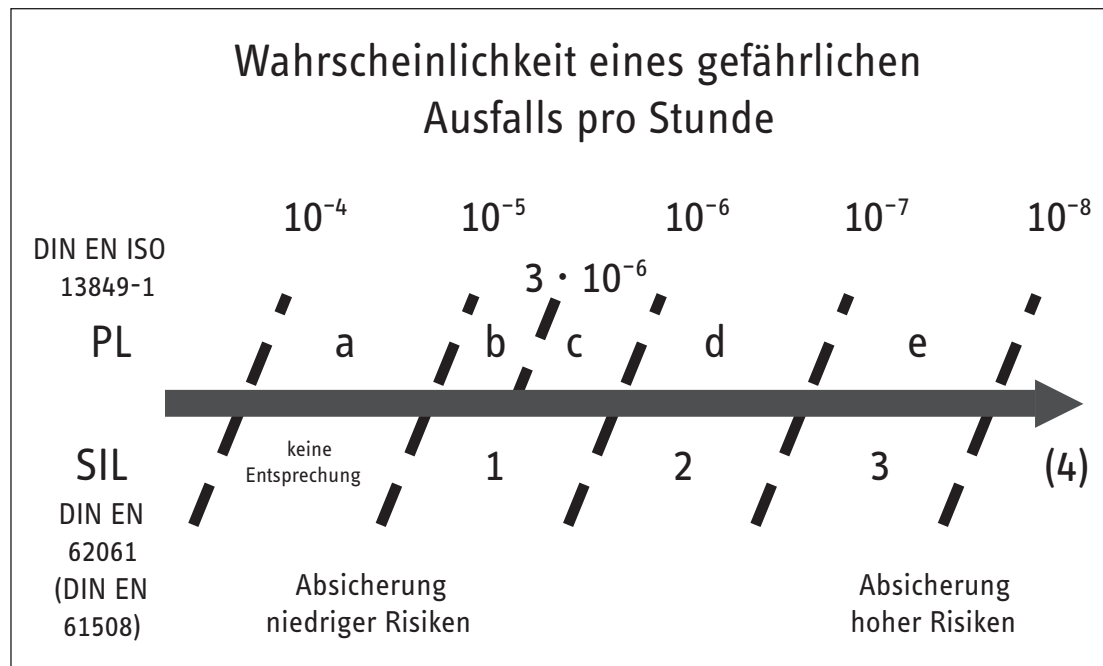 Wahrscheinlichkeit eines gefährlichen
Ausfalls pro Stunde
10⁻⁴ 10⁻⁵ 10⁻⁶ 10⁻⁷ 10⁻⁸
DIN EN ISO
13849-1
3 · 10⁻⁶
PL a b c d e
SIL keine
Entsprechung
1 2 3 (4)
DIN EN
62061
(DIN EN
61508)
Absicherung
niedriger Risiken
Absicherung
hoher Risiken